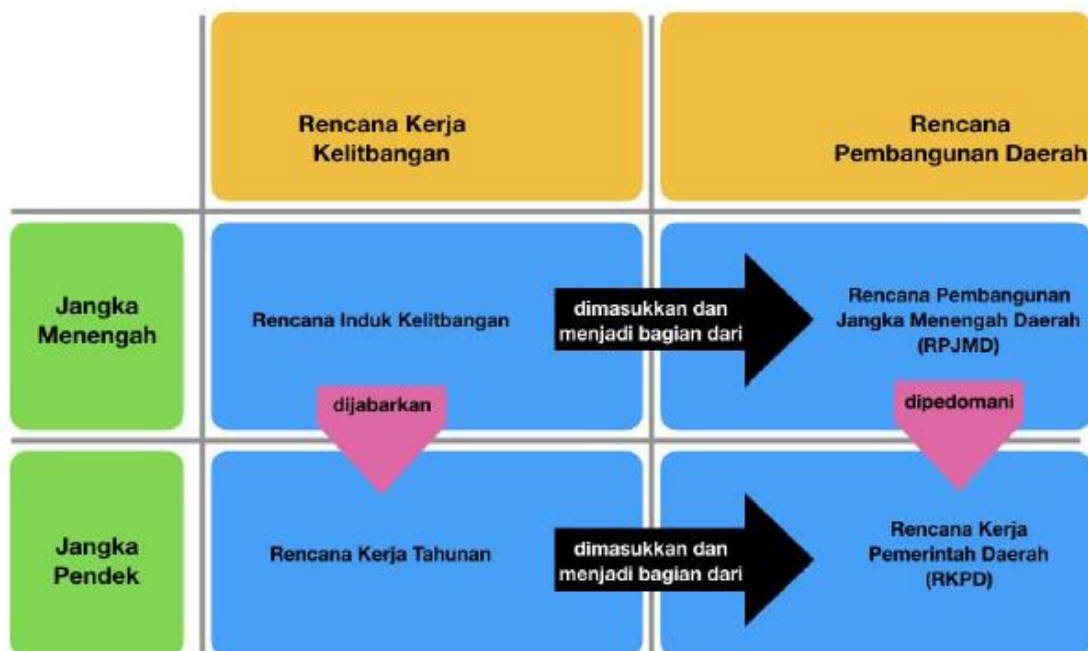 Rencana Kerja
Kelitbangan
Rencana
Pembangunan Daerah
Jangka
Menengah
Rencana Induk Kelitbangan
dimasukkan dan
menjadi bagian dari
Rencana Pembangunan
Jangka Menengah Daerah
(RPJMD)
dijabarkan
dipedomani
Jangka
Pendek
Rencana Kerja Tahunan
dimasukkan dan
menjadi bagian dari
Rencana Kerja
Pemerintah Daerah
(RKPD)